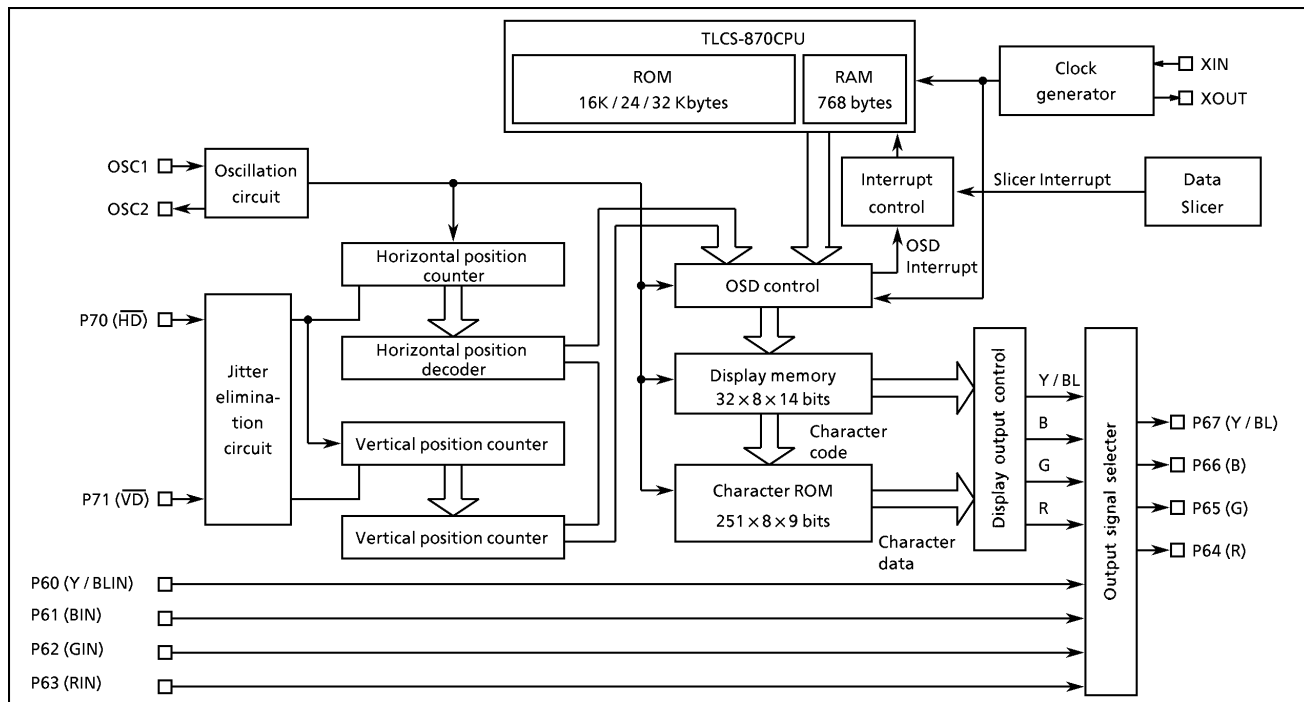 TLCS-870CPU
ROM
16K / 24 / 32 Kbytes
RAM
768 bytes
Clock
generator
XIN
XOUT
OSC1
OSC2
Oscillation
circuit
Interrupt
control
Slicer Interrupt
Data
Slicer
OSD
Interrupt
Horizontal position
counter
OSD control
P70 (HD)
Jitter
elimina-
tion
circuit
Horizontal position
decoder
Display memory
32 × 8 × 14 bits
Character
code
Vertical position counter
P71 (VD)
Character ROM
251 × 8 × 9 bits
Character
data
Vertical position counter
Display output control
Y / BL
B
G
R
Output signal selecter
P67 (Y / BL)
P66 (B)
P65 (G)
P64 (R)
P60 (Y / BLIN)
P61 (BIN)
P62 (GIN)
P63 (RIN)